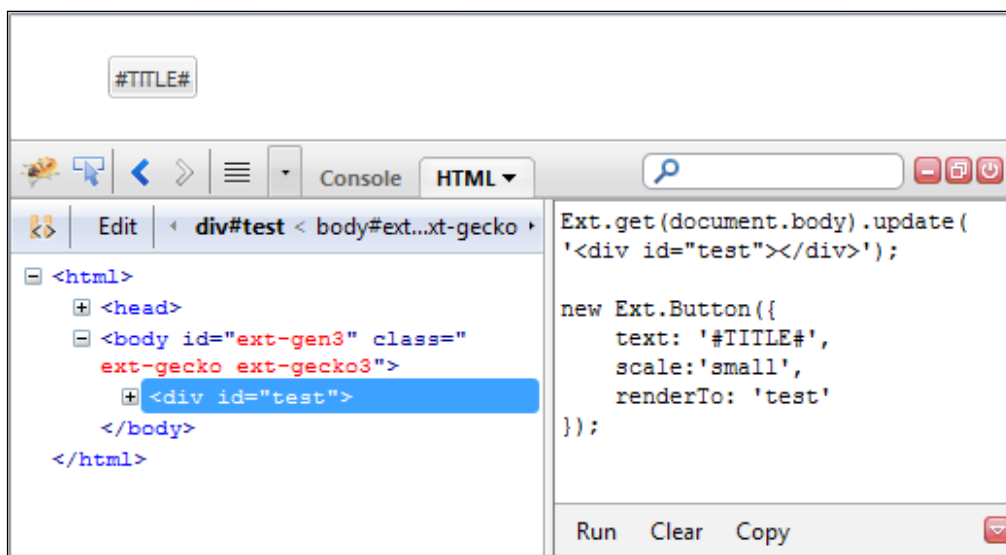 #TITLE#
Console HTML
Edit div#test < body#ext...xt-gecko
<html>
<head>
<body id="ext-gen3" class="
ext-gecko ext-gecko3">
<div id="test">
</body>
</html>
Ext.get(document.body).update(
'<div id="test"></div>');
new Ext.Button({
text: '#TITLE#',
scale:'small',
renderTo: 'test'
});
Run Clear Copy